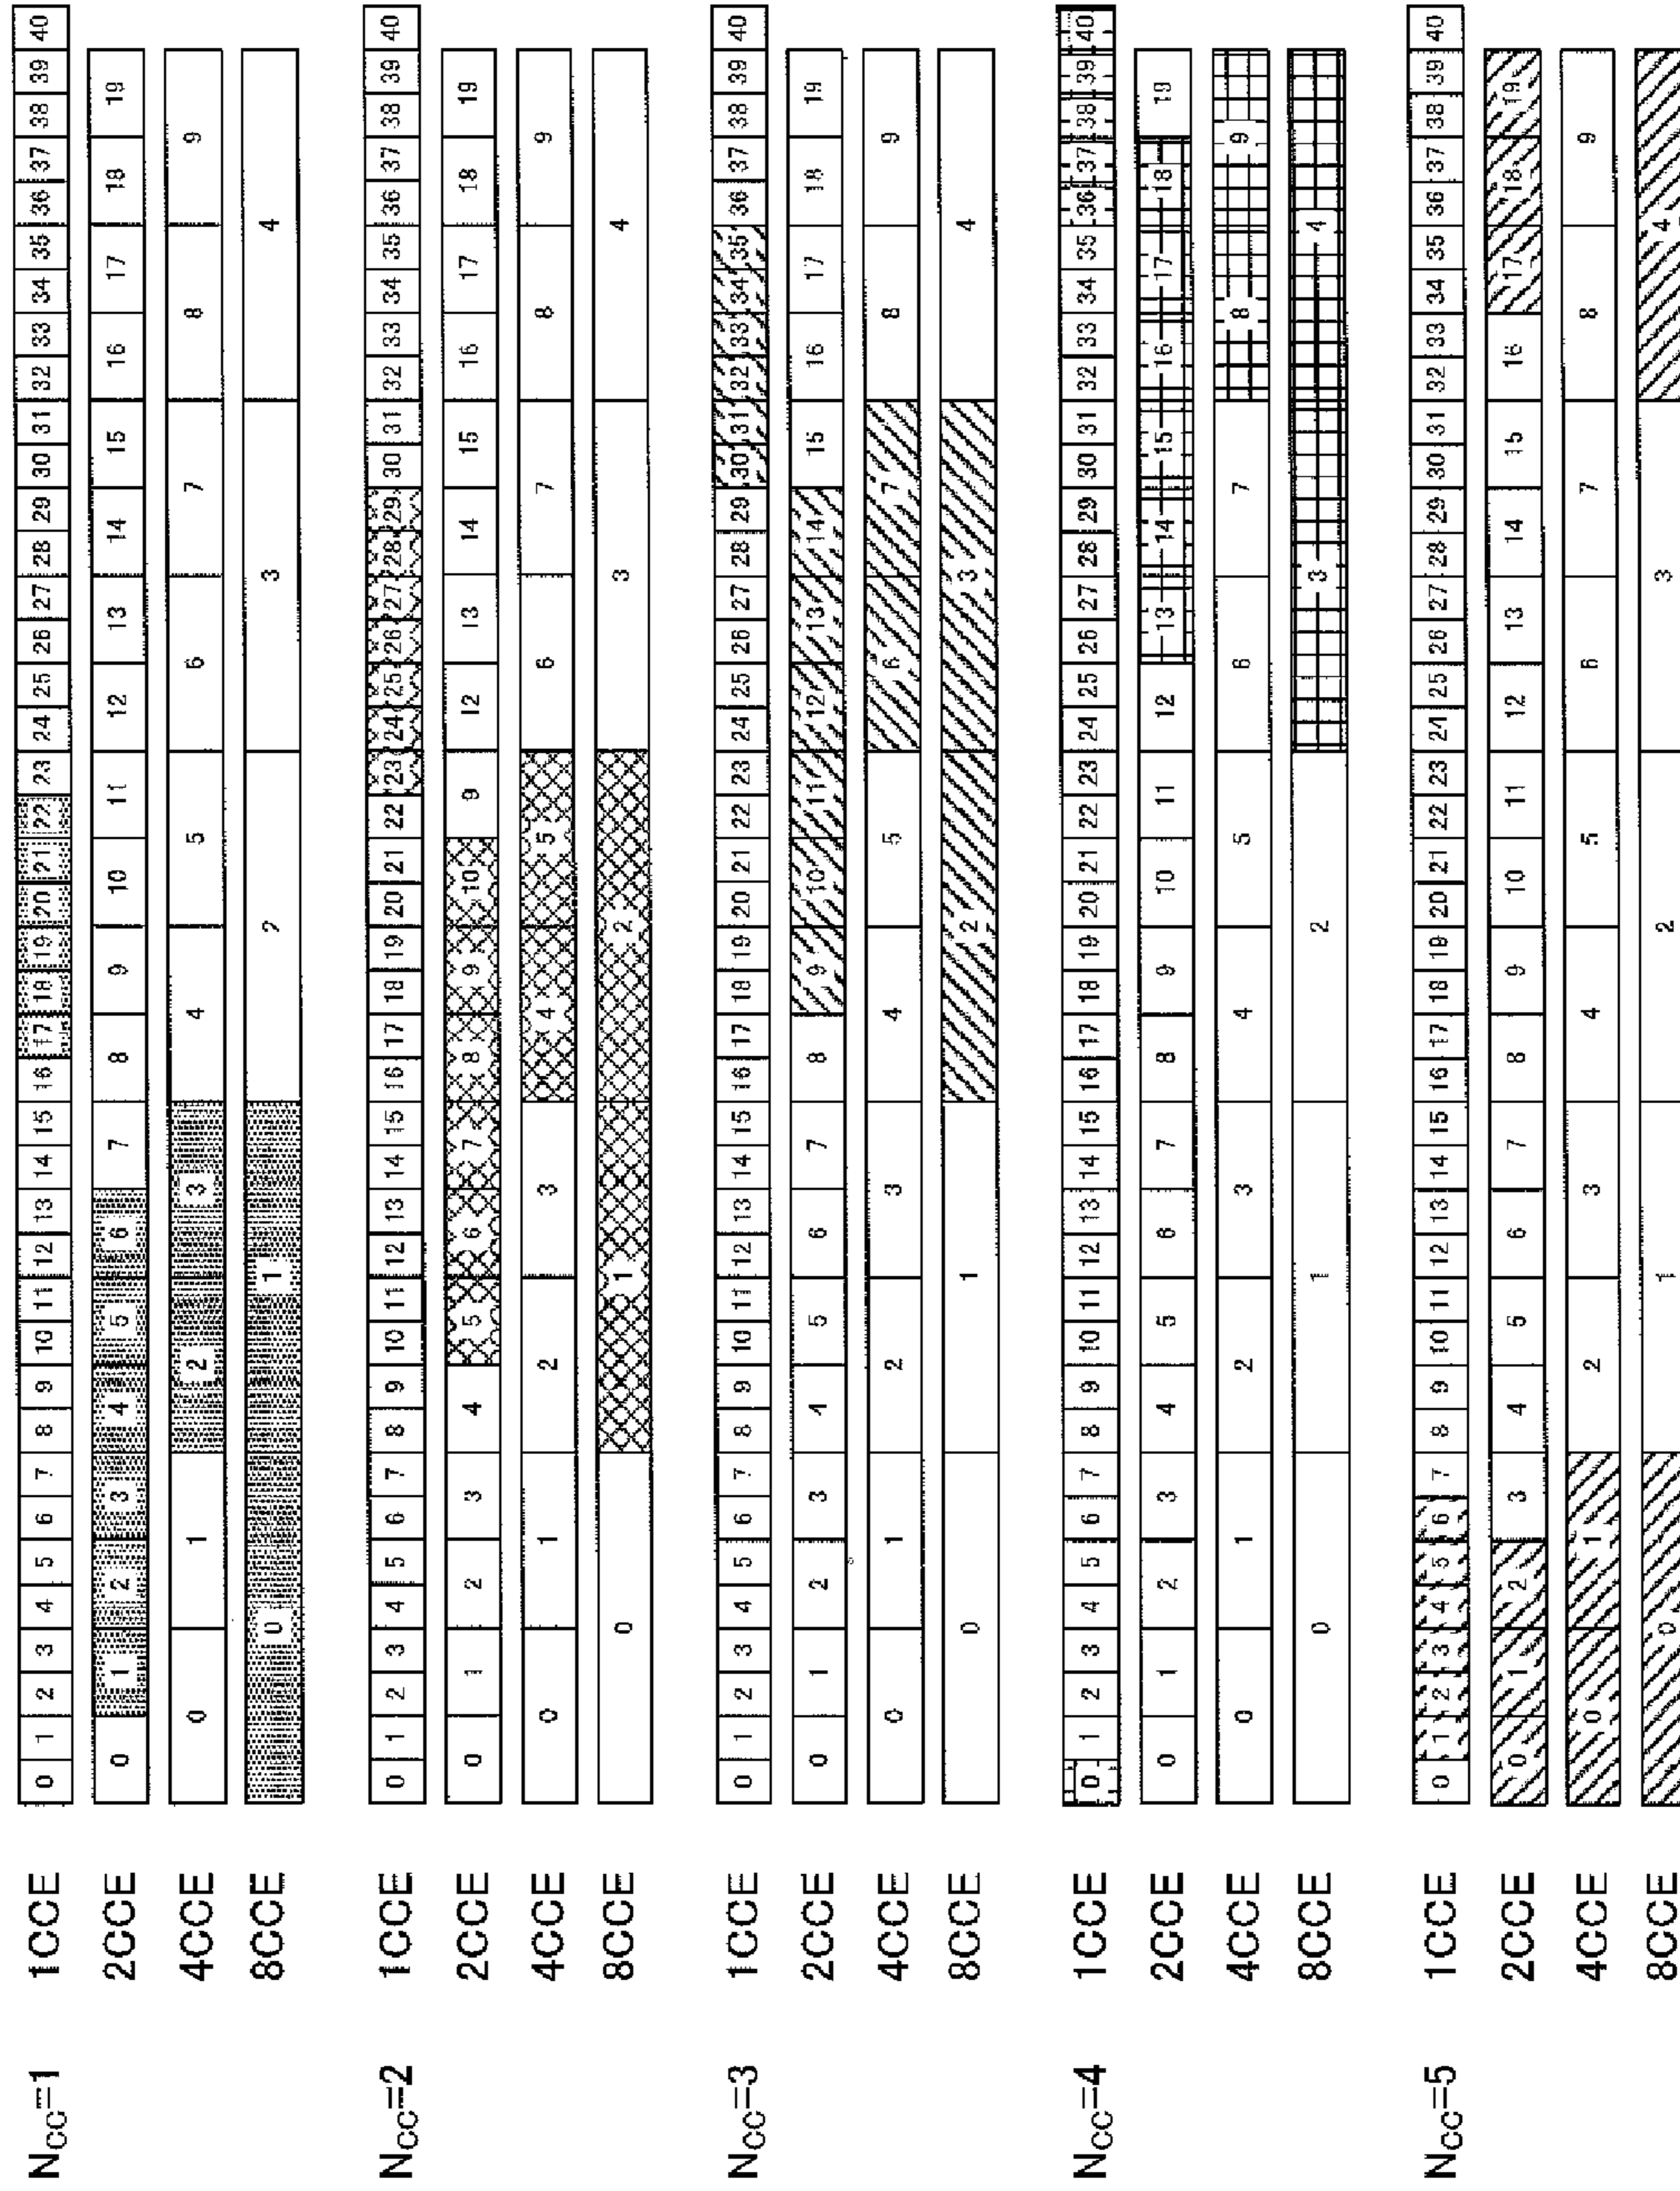 NCC=1
1CCE 0 1 2 3 4 5 6 7 8 9 10 11 12 13 14 15 16 17 18 19 20 21 22 23 24 25 26 27 28 29 30 31 32 33 34 35 36 37 38 39 40
2CCE 0 1 2 3 4 5 6 7 8 9 10 11 12 13 14 15 16 17 18 19
4CCE 0 1 2 3 4 5 6 7 8 9
8CCE 0 1 2 3 4
NCC=2
1CCE 0 1 2 3 4 5 6 7 8 9 10 11 12 13 14 15 16 17 18 19 20 21 22 23 24 25 26 27 28 29 30 31 32 33 34 35 36 37 38 39 40
2CCE 0 1 2 3 4 5 6 7 8 9 10 9 12 13 14 15 16 17 18 19
4CCE 0 1 2 3 4 5 6 7 8 9
8CCE 0 1 2 3 4
NCC=3
1CCE 0 1 2 3 4 5 6 7 8 9 10 11 12 13 14 15 16 17 18 19 20 21 22 23 24 25 26 27 28 29 30 31 32 33 34 35 36 37 38 39 40
2CCE 0 1 2 3 4 5 6 7 8 9 10 11 12 13 14 15 16 17 18 19
4CCE 0 1 2 3 4 5 6 7 8 9
8CCE 0 1 2 3 4
NCC=4
1CCE 0 1 2 3 4 5 6 7 8 9 10 11 12 13 14 15 16 17 18 19 20 21 22 23 24 25 26 27 28 29 30 31 32 33 34 35 36 37 38 39 40
2CCE 0 1 2 3 4 5 6 7 8 9 10 11 12 13 14 15 16 17 18 19
4CCE 0 1 2 3 4 5 6 7 8 9
8CCE 0 1 2 3 4
NCC=5
1CCE 0 1 2 3 4 5 6 7 8 9 10 11 12 13 14 15 16 17 18 19 20 21 22 23 24 25 26 27 28 29 30 31 32 33 34 35 36 37 38 39 40
2CCE 0 1 2 3 4 5 6 7 8 9 10 11 12 13 14 15 16 17 18 19
4CCE 0 1 2 3 4 5 6 7 8 9
8CCE 0 1 2 3 4